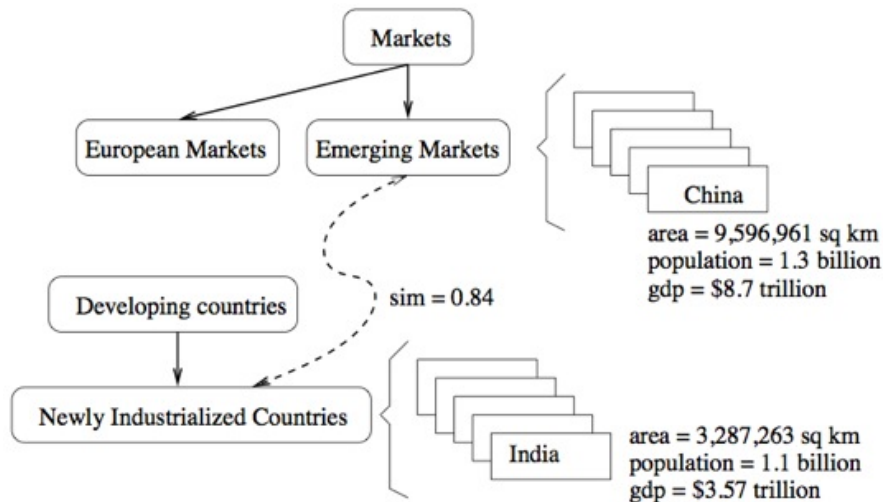 Markets
European Markets
Emerging Markets
China
area = 9,596,961 sq km
population = 1.3 billion
gdp = $8.7 trillion
Developing countries
sim = 0.84
Newly Industrialized Countries
India
area = 3,287,263 sq km
population = 1.1 billion
gdp = $3.57 trillion